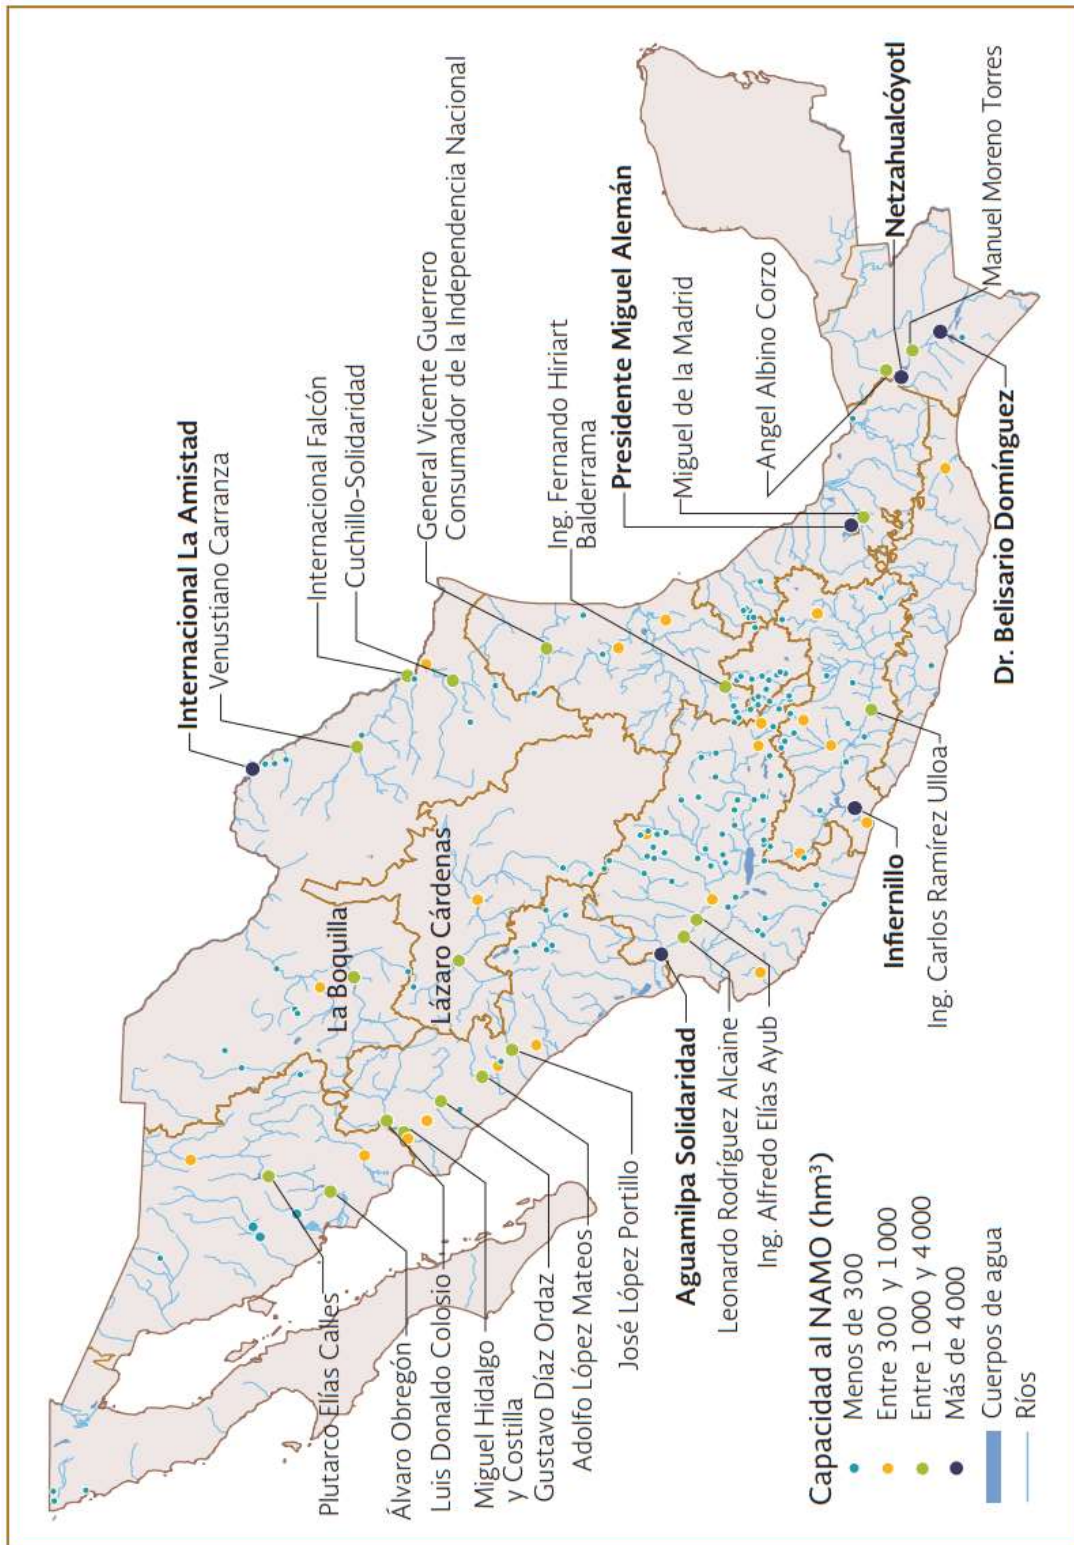 Internacional La Amistad
Venustiano Carranza
Internacional Falcón
Cuchillo-Solidaridad
General Vicente Guerrero
Consumador de la Independencia Nacional
Ing. Fernando Hiriart
Balderrama
Presidente Miguel Alemán
Miguel de la Madrid
Angel Albino Corzo
Netzahualcóyotl
Manuel Moreno Torres
La Boquilla
Lázaro Cárdenas
Plutarco Elías Calles
Álvaro Obregón
Luis Donaldo Colosio
Miguel Hidalgo
y Costilla
Gustavo Díaz Ordaz
Adolfo López Mateos
José López Portillo
Aguamilpa Solidaridad
Leonardo Rodríguez Alcaine
Ing. Alfredo Elías Ayub
Infiernillo
Ing. Carlos Ramírez Ulloa
Dr. Belisario Domínguez
Capacidad al NAMO (hm³)
Menos de 300
Entre 300 y 1 000
Entre 1 000 y 4 000
Más de 4 000
Cuerpos de agua
Ríos